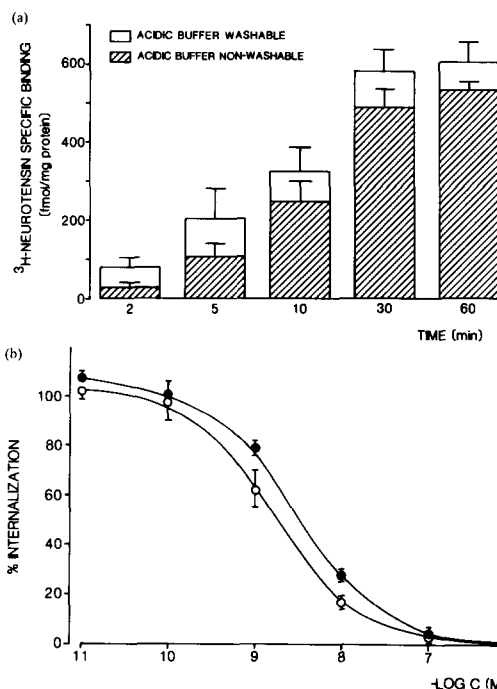 (a)
ACIDIC BUFFER WASHABLE
ACIDIC BUFFER NON-WASHABLE
³H-NEUROTENSIN SPECIFIC BINDING
(fmol/mg protein)
600
400
200
0
2 5 10 30 60
TIME (min)
(b)
% INTERNALIZATION
100
80
60
40
20
0
11 10 9 8 7
-LOG C (M